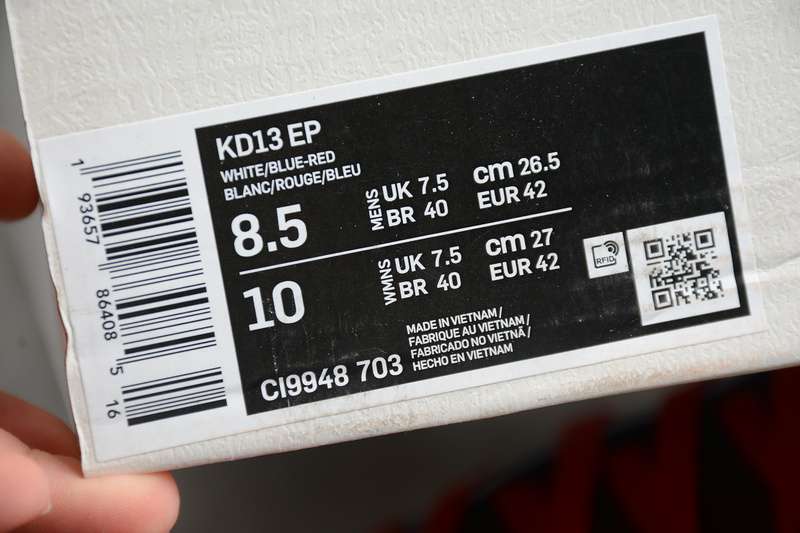 KD13 EP
WHITE/BLUE-RED
BLANC/ROUGE/BLEU
8.5 MENS UK 7.5 cm 26.5
BR 40 EUR 42
10 WMNS UK 7.5 cm 27
BR 40 EUR 42
RFID
MADE IN VIETNAM/
FABRIQUE AU VIETNAM/
FABRICADO NO VIETNÃ/
HECHO EN VIETNAM
CI9948 703
1 93657 86408 5 16